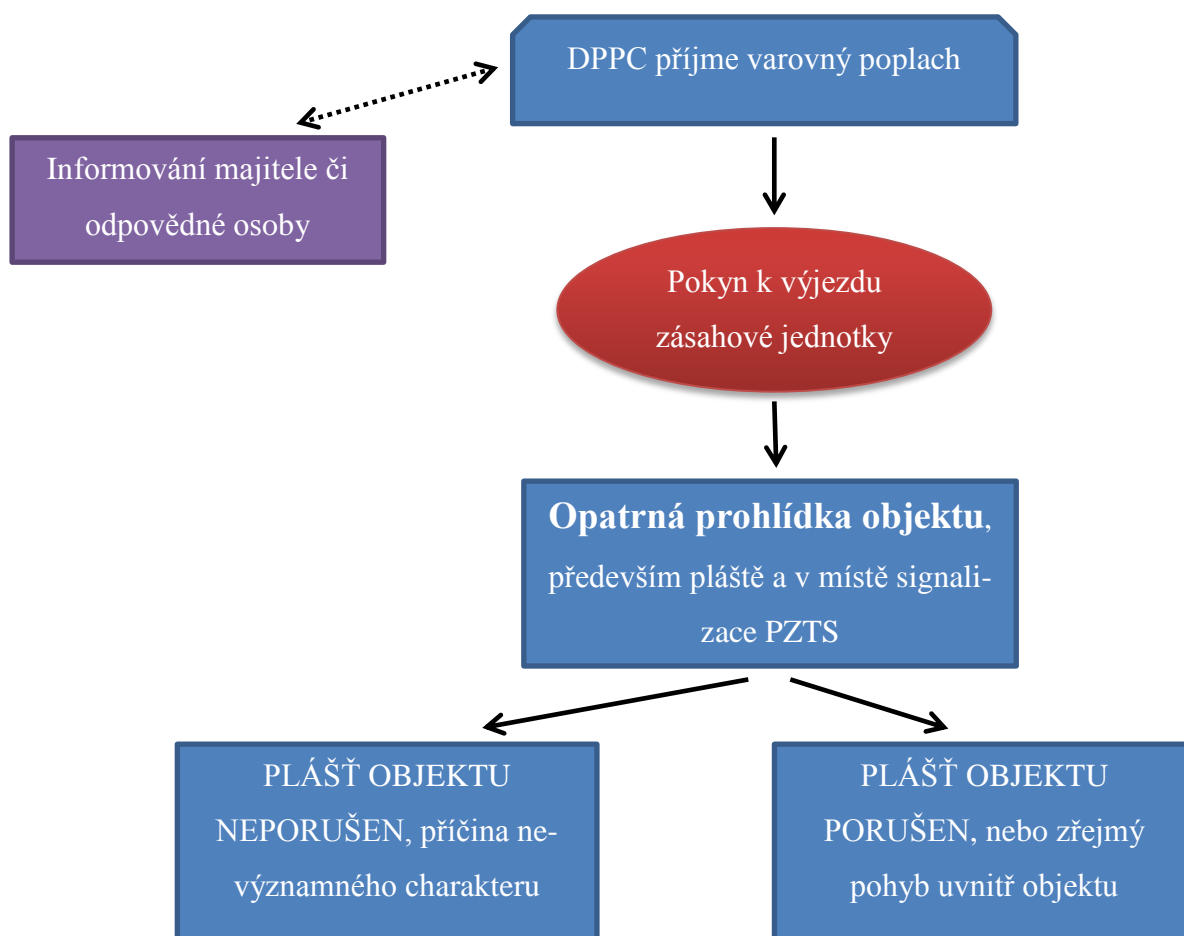 DPPC příjme varovný poplach
Informování majitele či
odpovědné osoby
Pokyn k výjezdu
zásahové jednotky
Opatrná prohlídka objektu,
především pláště a v místě signali-
zace PZTS
PLÁŠŤ OBJEKTU
NEPORUŠEN, příčina ne-
významného charakteru
PLÁŠŤ OBJEKTU
PORUŠEN, nebo zřejmý
pohyb uvnitř objektu